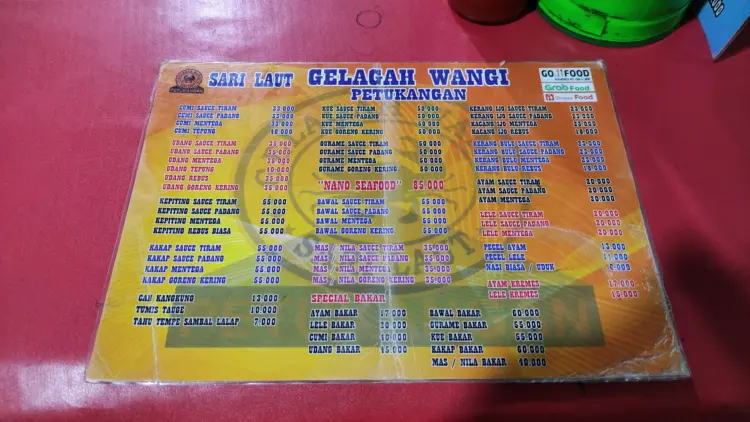 SARI LAUT GELAGAH WANGI
PETUKANGAN
GO FOOD
Grab Food
Shopee Food
CUMI SAUCE TIRAM 33.000
CUMI SAUCE PADANG 33.000
CUMI MENTEGA 33.000
CUMI TEPUNG
UDANG SAUCE TIRAM 35.000
UDANG SAUCE PADANG 35.000
UDANG MENTEGA 35.000
UDANG TEPUNG 40.000
UDANG REBUS 35.000
UDANG GORENG KERING 35.000
KEPITING SAUCE TIRAM 55.000
KEPITING SAUCE PADANG 55.000
KEPITING MENTEGA 55.000
KEPITING REBUS BIASA 55.000
KAKAP SAUCE TIRAM 55.000
KAKAP SAUCE PADANG 55.000
KAKAP MENTEGA 55.000
KAKAP GORENG KERING 55.000
CAH KANGKUNG 13.000
TUMIS TAUGE 10.000
TAHU TEMPE SAMBAL LALAP 7.000
KUE SAUCE TIRAM 50.000
KUE SAUCE PADANG 50.000
KUE MENTEGA 50.000
KUE GORENG KERING 50.000
GURAME SAUCE TIRAM 50.000
GURAME SAUCE PADANG 50.000
GURAME MENTEGA 50.000
GURAME GORENG KERING 50.000
"NANO SEAFOOD" 85.000
BAWAL SAUCE TIRAM 55.000
BAWAL SAUCE PADANG 55.000
BAWAL MENTEGA 55.000
BAWAL GORENG KERING 55.000
MAS / NILA SAUCE TIRAM 35.000
MAS / NILA SAUCE PADANG 35.000
MAS / NILA MENTEGA 35.000
MAS / NILA GORENG KERING 35.000
SPECIAL BAKAR
AYAM BAKAR 17.000
LELE BAKAR
CUMI BAKAR
UDANG BAKAR 45.000
BAWAL BAKAR 60.000
GURAME BAKAR 55.000
KUE BAKAR 55.000
KAKAP BAKAR 60.000
MAS / NILA BAKAR 40.000
KERANG IJO SAUCE TIRAM
KERANG IJO SAUCE PADANG
KACANG IJO MENTEGA
KACANG IJO REBUS
KERANG BULU SAUCE TIRAM
KERANG BULU SAUCE PADANG
KERANG BULU MENTEGA
KERANG BULU REBUS
AYAM SAUCE TIRAM 20.000
AYAM SAUCE PADANG 20.000
AYAM MENTEGA 20.000
LELE SAUCE TIRAM 20.000
LELE SAUCE PADANG 20.000
LELE MENTEGA 20.000
PECEL AYAM
PECEL LELE
NASI BIASA / UDUK
AYAM KREMES 17.000
LELE KREMES 15.000